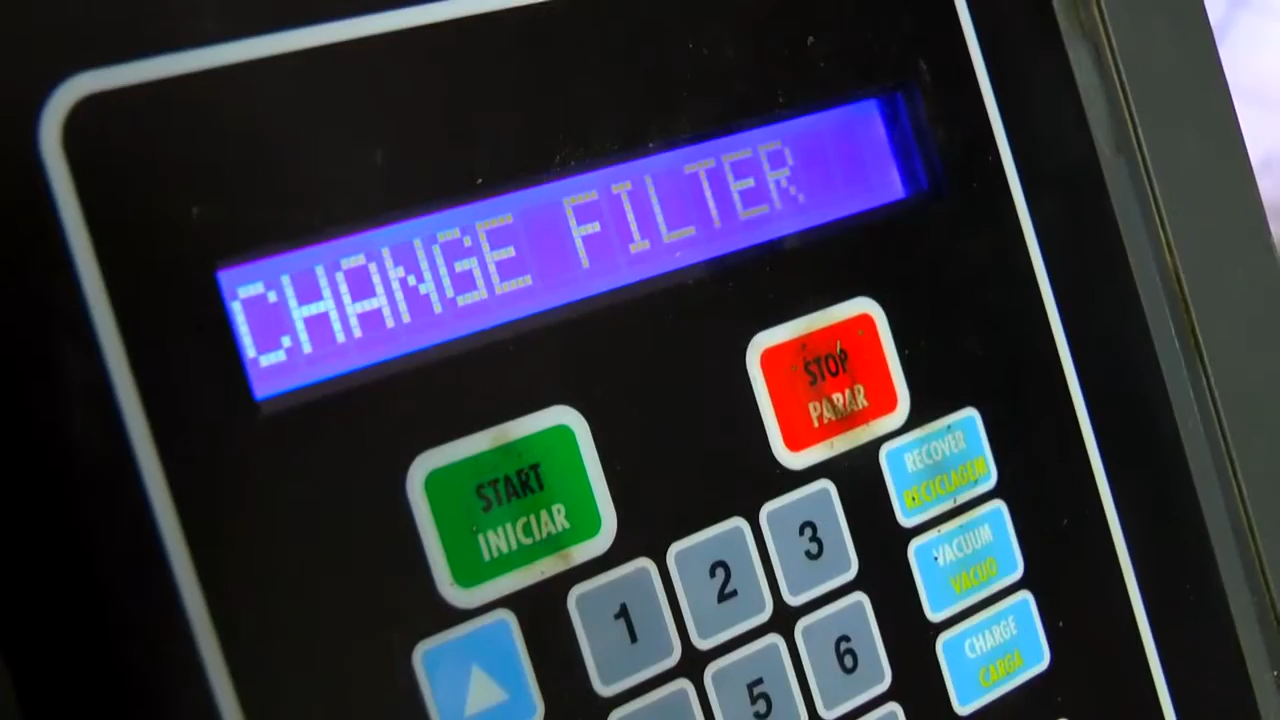 CHANGE FILTER
STOP
PARAR
START
INICIAR
RECOVER
RECICLAGEM
VACUUM
VACUO
CHARGE
CARGA
1
2
3
5
6